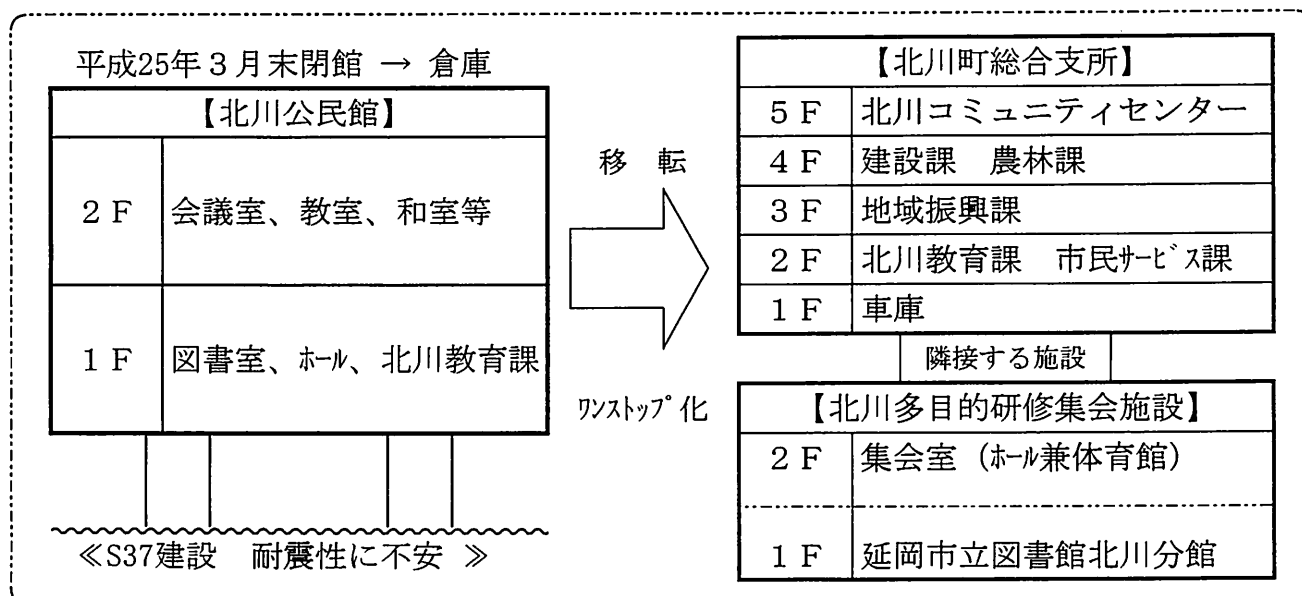 平成25年3月末閉館 → 倉庫
【北川公民館】
2F 会議室、教室、和室等
1F 図書室、ﾎｰﾙ、北川教育課
≪S37建設 耐震性に不安 ≫
移 転
ﾜﾝｽﾄｯﾌﾟ化
【北川町総合支所】
5F 北川コミュニティセンター
4F 建設課 農林課
3F 地域振興課
2F 北川教育課 市民ｻｰﾋﾞｽ課
1F 車庫
隣接する施設
【北川多目的研修集会施設】
2F 集会室（ﾎｰﾙ兼体育館）
1F 延岡市立図書館北川分館